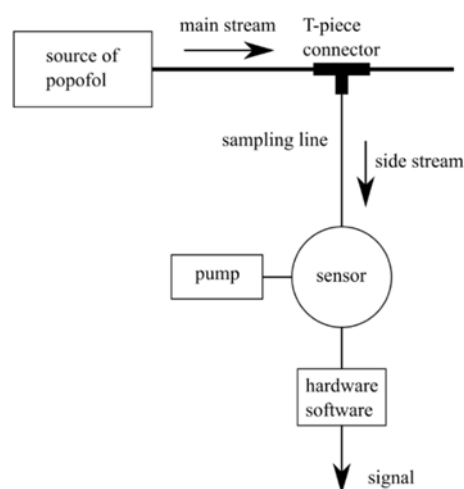 main stream
T-piece
connector
source of
popofol
sampling line
side stream
pump
sensor
hardware
software
signal